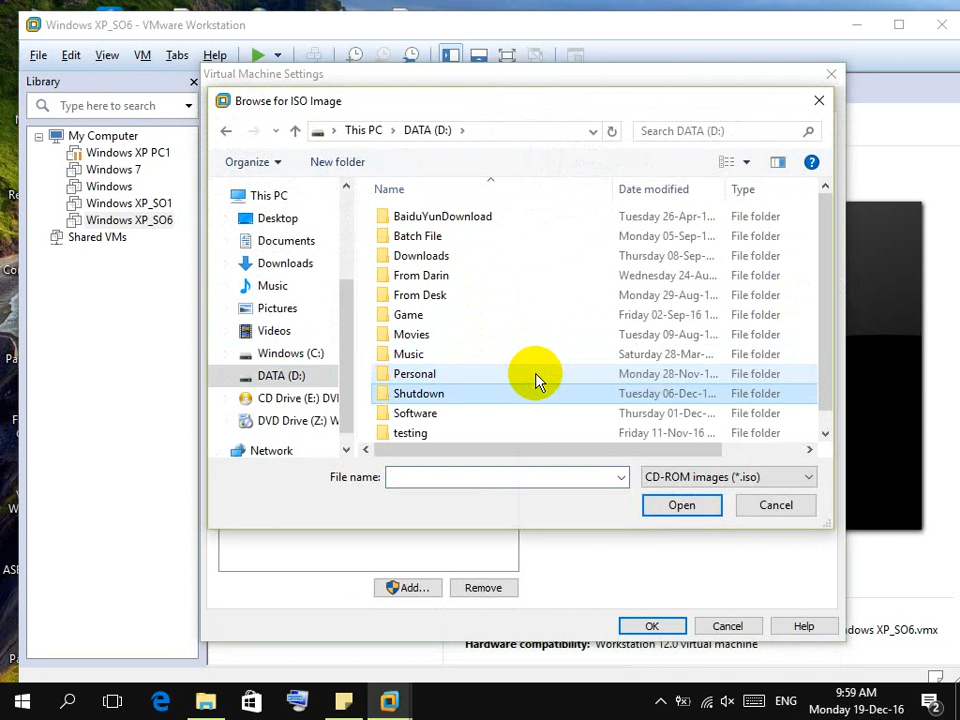 Windows XP_SO6 - VMware Workstation
File Edit View VM Tabs Help
Library
Type here to search
My Computer
Windows XP PC1
Windows 7
Windows
Windows XP_SO1
Windows XP_SO6
Shared VMs
Virtual Machine Settings
Browse for ISO Image
This PC DATA (D:)
Search DATA (D:)
Organize New folder
This PC
Desktop
Documents
Downloads
Music
Pictures
Videos
Windows (C:)
DATA (D:)
CD Drive (E:) DVI
DVD Drive (Z:) W
Network
Name Date modified Type
BaiduYunDownload Tuesday 26-Apr-1... File folder
Batch File Monday 05-Sep-1... File folder
Downloads Thursday 08-Sep-... File folder
From Darin Wednesday 24-Au... File folder
From Desk Monday 29-Aug-1... File folder
Game Friday 02-Sep-16 ... File folder
Movies Tuesday 09-Aug-1... File folder
Music Saturday 28-Mar-... File folder
Personal Monday 28-Nov-1... File folder
Shutdown Tuesday 06-Dec-1... File folder
Software Thursday 01-Dec-... File folder
testing Friday 11-Nov-16 ... File folder
File name: CD-ROM images (*.iso)
Open Cancel
Add... Remove
OK Cancel Help
dows XP_SO6.vmx
Hardware compatibility: Workstation 12.0 virtual machine
ENG
9:59 AM
Monday 19-Dec-16
2